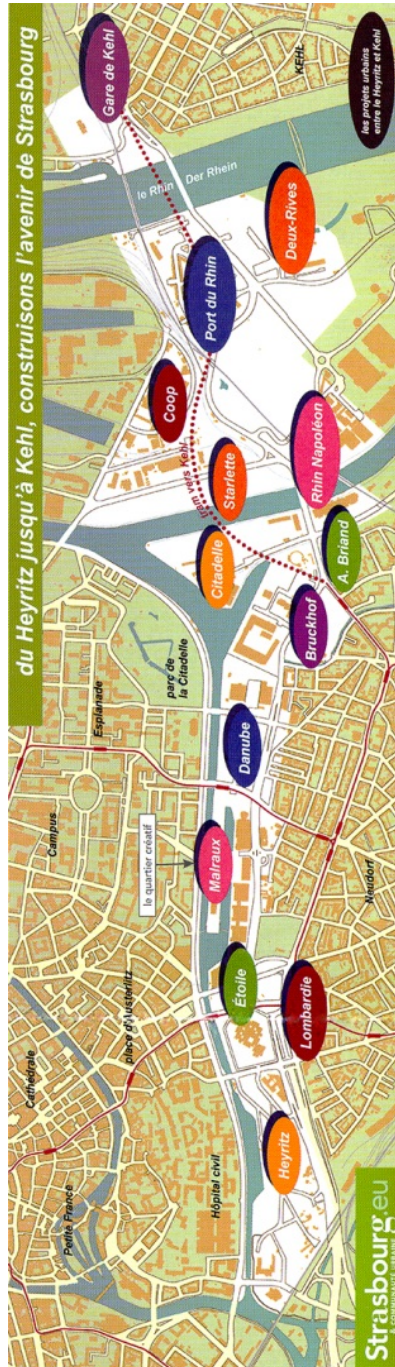 du Heyritz jusqu'à Kehl, construisons l'avenir de Strasbourg
Gare de Kehl
KEHL
les projets urbains
entre le Heyritz et Kehl
le Rhin
Der Rhein
Deux-Rives
Port du Rhin
Coop
tram vers Kehl
Starlette
Rhin Napoléon
Citadelle
A. Briand
Bruckhof
parc de
la Citadelle
Esplanade
Danube
Campus
le quartier créatif
Malraux
Neudorf
place d'Austerlitz
Étoile
Lombardie
Cathédrale
Petite France
Hôpital civil
Heyritz
Strasbourg.eu
& COMMUNAUTÉ URBAINE